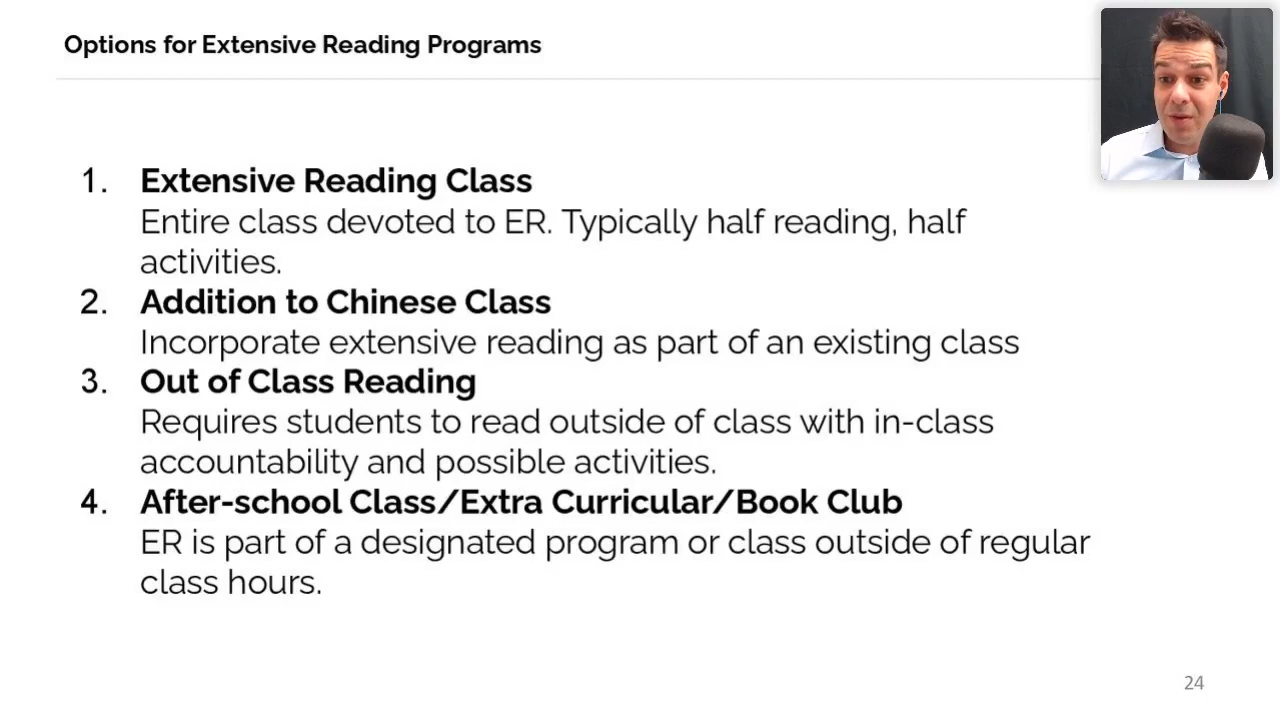 Options for Extensive Reading Programs
1. Extensive Reading Class
Entire class devoted to ER. Typically half reading, half
activities.
2. Addition to Chinese Class
Incorporate extensive reading as part of an existing class
3. Out of Class Reading
Requires students to read outside of class with in-class
accountability and possible activities.
4. After-school Class/Extra Curricular/Book Club
ER is part of a designated program or class outside of regular
class hours.
24